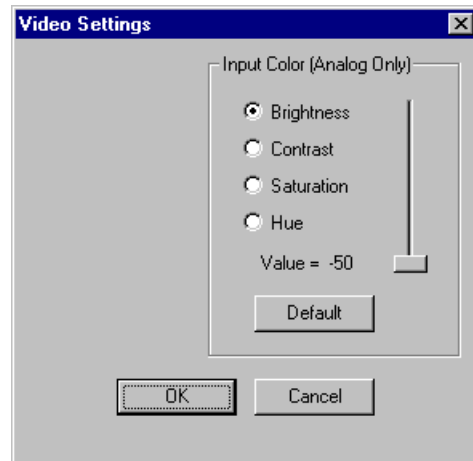 Video Settings
Input Color (Analog Only)
Brightness
Contrast
Saturation
Hue
Value = -50
Default
OK
Cancel